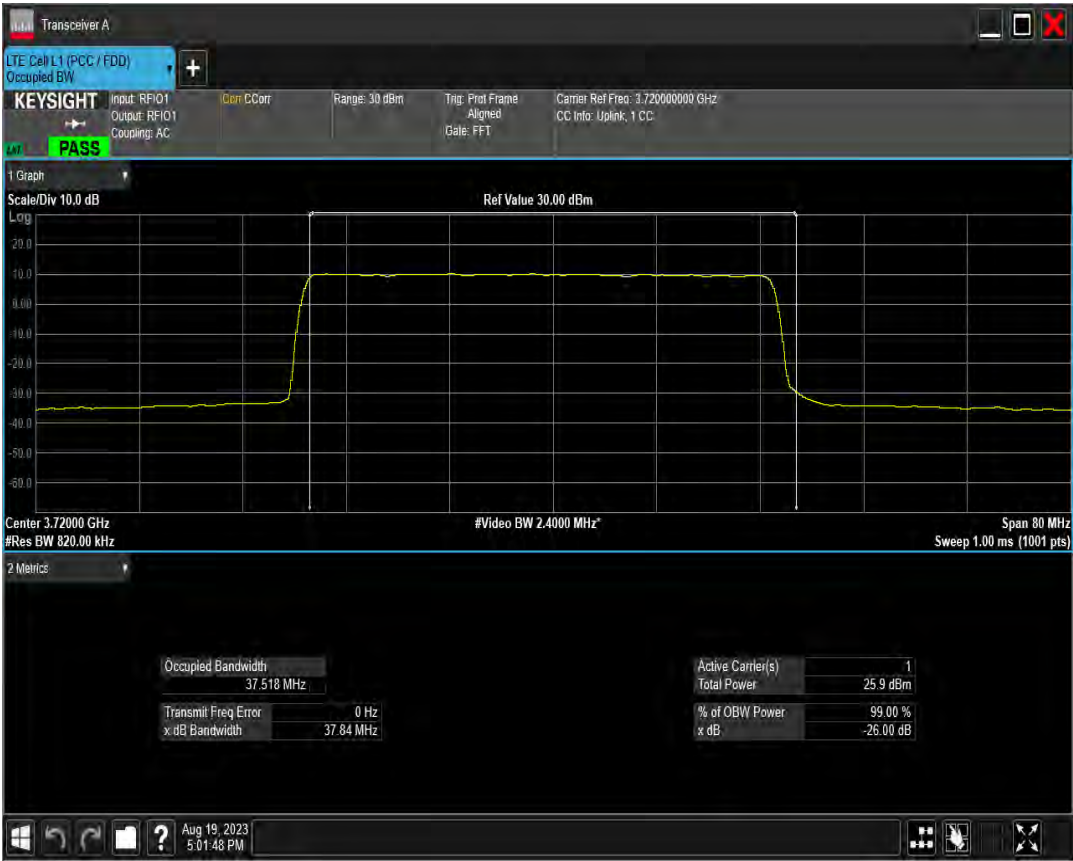 Transceiver A
LTE Cell L1 (PCC / FDD)
Occupied BW
KEYSIGHT
Input: RFIO1
Output: RFIO1
Coupling: AC
Corr CCorr
Range: 30 dBm
Trig: Prot Frame
Aligned
Gate: FFT
Carrier Ref Freq: 3.720000000 GHz
CC Info: Uplink, 1 CC
PASS
1 Graph
Scale/Div 10.0 dB
Ref Value 30.00 dBm
Log
20.0
10.0
0.00
-10.0
-20.0
-30.0
-40.0
-50.0
-60.0
Center 3.72000 GHz
#Video BW 2.4000 MHz*
Span 80 MHz
#Res BW 820.00 kHz
Sweep 1.00 ms (1001 pts)
2 Metrics
Occupied Bandwidth
37.518 MHz
Transmit Freq Error 0 Hz
x dB Bandwidth 37.84 MHz
Active Carrier(s) 1
Total Power 25.9 dBm
% of OBW Power 99.00 %
x dB -26.00 dB
Aug 19, 2023
5:01:48 PM